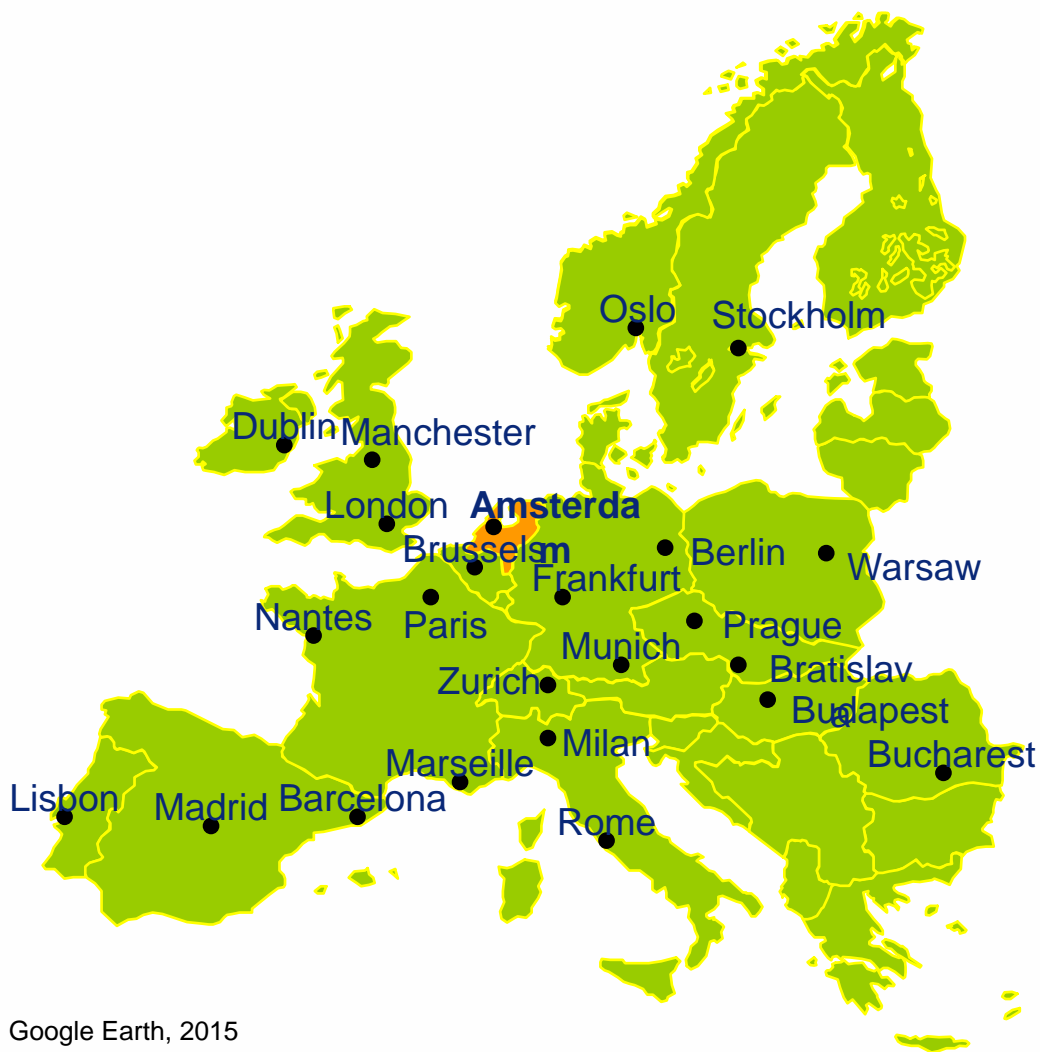 Oslo
Stockholm
Dublin
Manchester
London
Amsterda
m
Brussels
Berlin
Warsaw
Frankfurt
Nantes
Paris
Prague
Munich
Bratislav
a
Zurich
Budapest
Milan
Marseille
Bucharest
Lisbon
Madrid
Barcelona
Rome
Google Earth, 2015